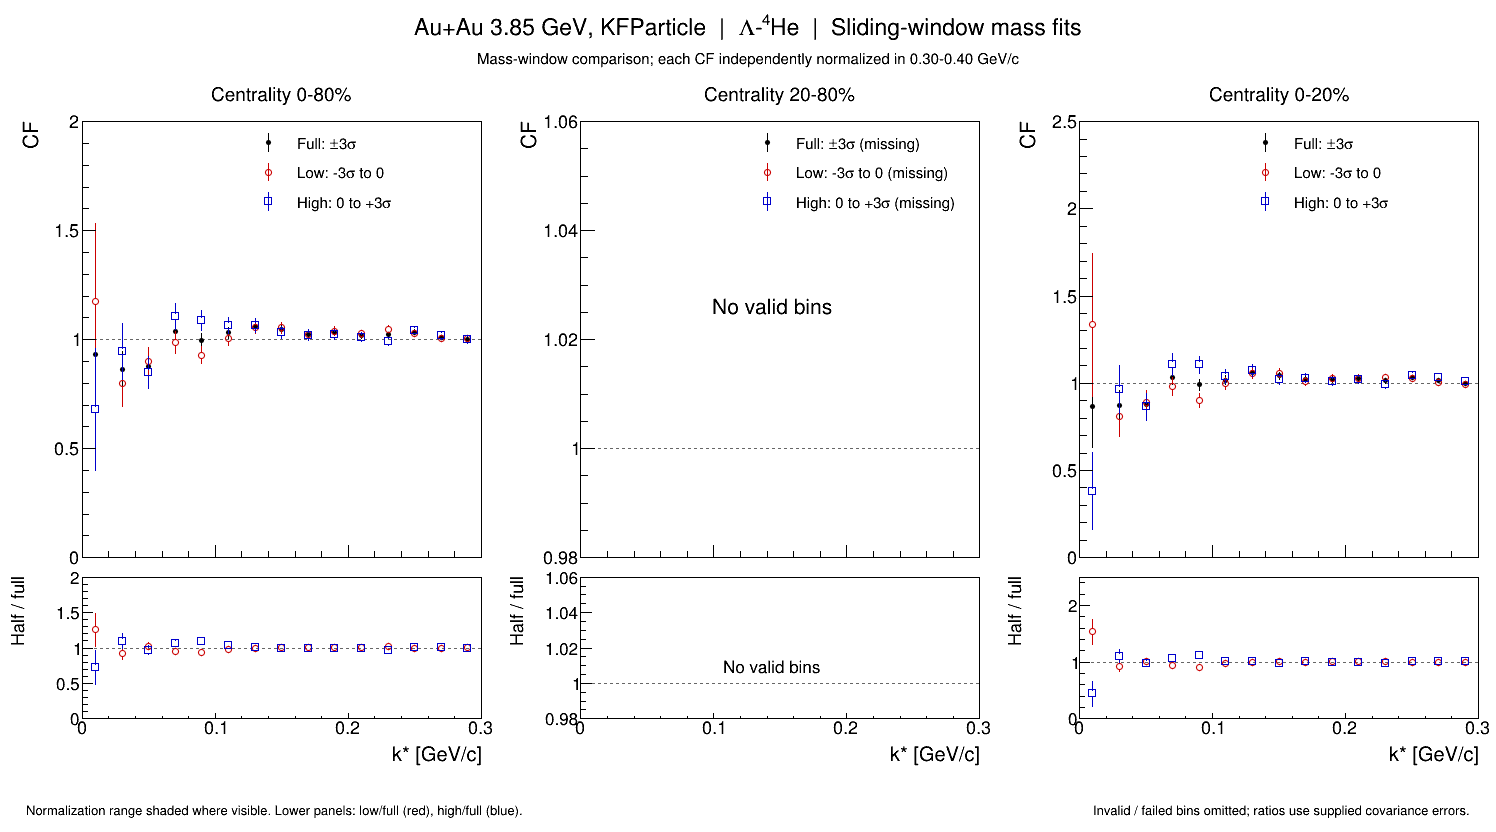 Au+Au 3.85 GeV, KFParticle | Λ-⁴He | Sliding-window mass fits
Mass-window comparison; each CF independently normalized in 0.30-0.40 GeV/c
Centrality 0-80%
CF
2
1.5
1
0.5
0
Full: ±3σ
Low: -3σ to 0
High: 0 to +3σ
Half / full
2
1.5
1
0.5
0
0
0.1
0.2
0.3
k* [GeV/c]
Centrality 20-80%
CF
1.06
1.04
1.02
1
0.98
Full: ±3σ (missing)
Low: -3σ to 0 (missing)
High: 0 to +3σ (missing)
No valid bins
Half / full
1.06
1.04
1.02
1
0.98
No valid bins
0
0.1
0.2
0.3
k* [GeV/c]
Centrality 0-20%
CF
2.5
2
1.5
1
0.5
0
Full: ±3σ
Low: -3σ to 0
High: 0 to +3σ
Half / full
2
1
0
0
0.1
0.2
0.3
k* [GeV/c]
Normalization range shaded where visible. Lower panels: low/full (red), high/full (blue).
Invalid / failed bins omitted; ratios use supplied covariance errors.